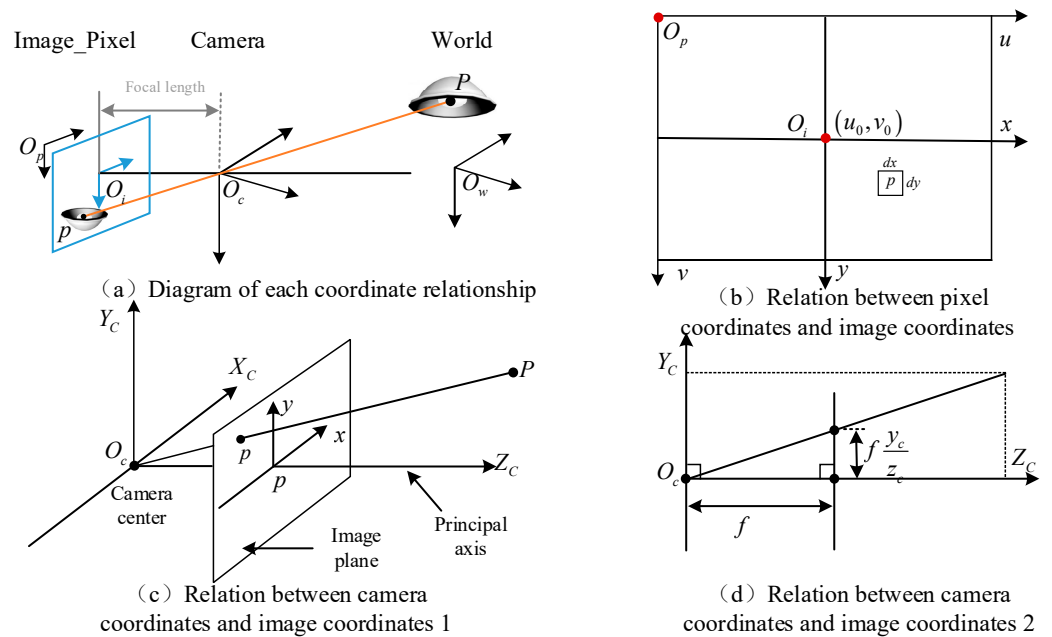 Image_Pixel Camera World
Focal length
P
O_p
O_i
O_c
O_w
p
（a）Diagram of each coordinate relationship
O_p
u
O_i (u_0,v_0) x
dx
p dy
v y
（b）Relation between pixel
coordinates and image coordinates
Y_C
X_C
P
y
x
O_c
p
Z_C
p
Camera
center
Principal
axis
Image
plane
（c）Relation between camera
coordinates and image coordinates 1
Y_C
f y_c/z_c
Z_C
O_c
f
（d）Relation between camera
coordinates and image coordinates 2